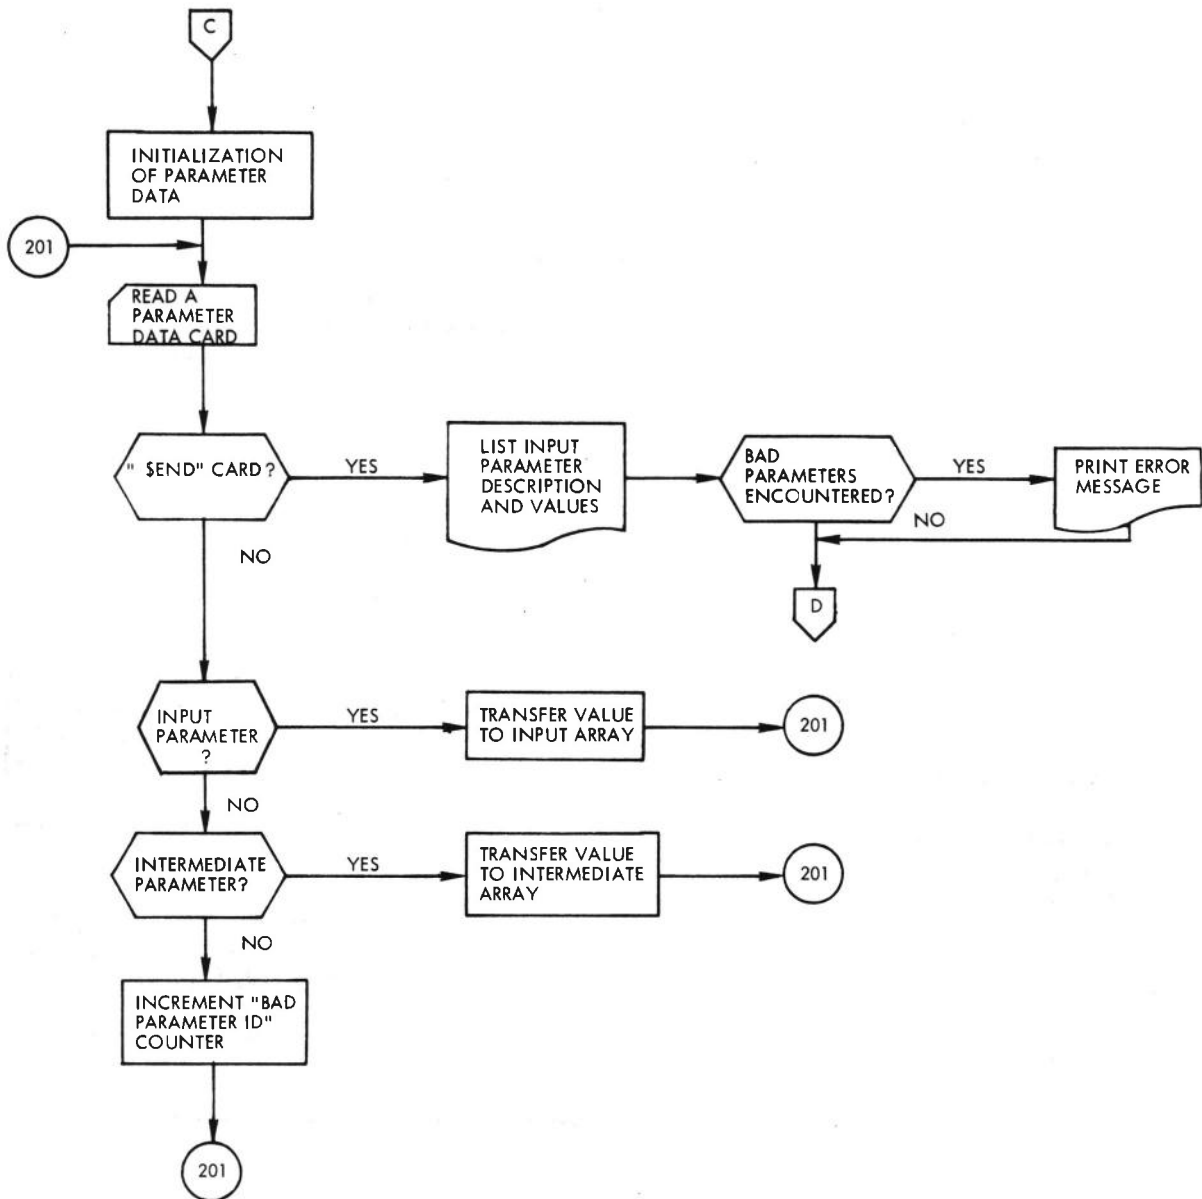 C
INITIALIZATION
OF PARAMETER
DATA
201
READ A
PARAMETER
DATA CARD
" $END" CARD?
YES
LIST INPUT
PARAMETER
DESCRIPTION
AND VALUES
BAD
PARAMETERS
ENCOUNTERED?
YES
PRINT ERROR
MESSAGE
NO
NO
D
INPUT
PARAMETER
?
YES
TRANSFER VALUE
TO INPUT ARRAY
201
NO
INTERMEDIATE
PARAMETER?
YES
TRANSFER VALUE
TO INTERMEDIATE
ARRAY
201
NO
INCREMENT "BAD
PARAMETER ID"
COUNTER
201